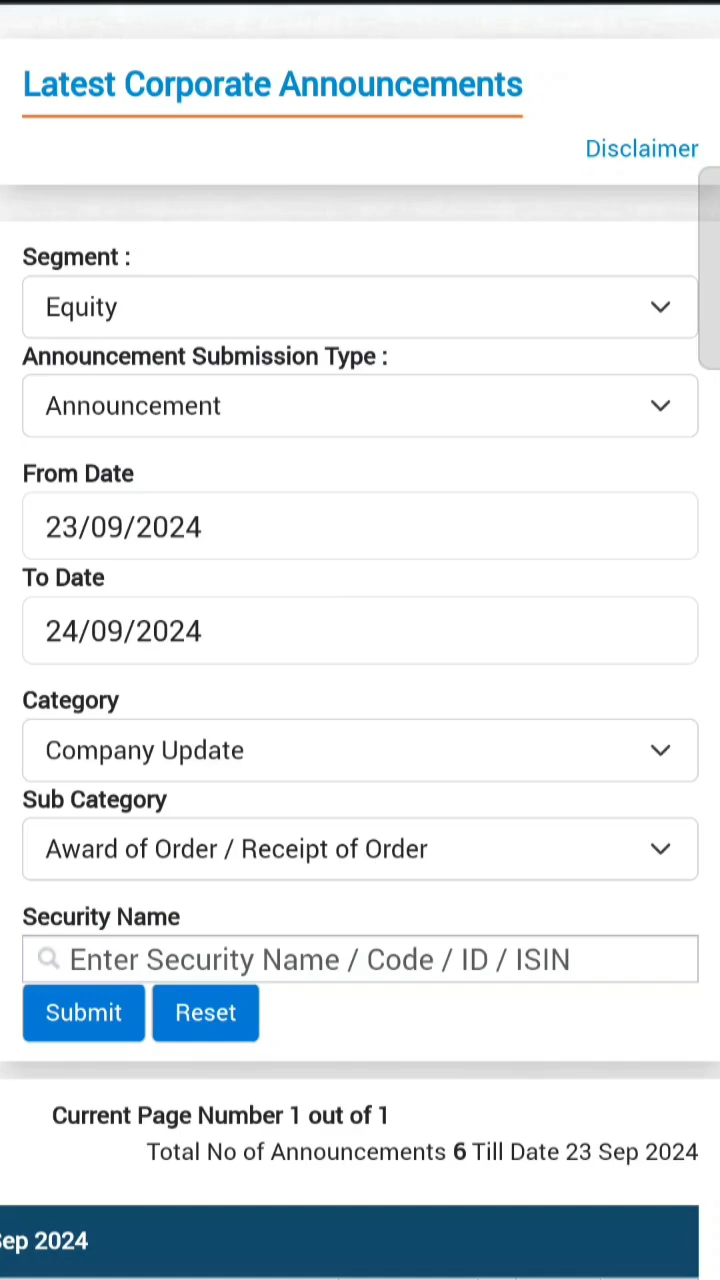 Latest Corporate Announcements
Disclaimer
Segment :
Equity
Announcement Submission Type :
Announcement
From Date
23/09/2024
To Date
24/09/2024
Category
Company Update
Sub Category
Award of Order / Receipt of Order
Security Name
Enter Security Name / Code / ID / ISIN
Submit Reset
Current Page Number 1 out of 1
Total No of Announcements 6 Till Date 23 Sep 2024
ep 2024